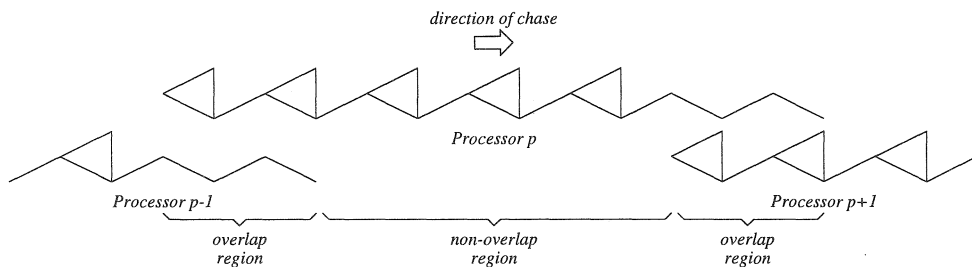 direction of chase
Processor p
Processor p-1
Processor p+1
overlap
region
non-overlap
region
overlap
region